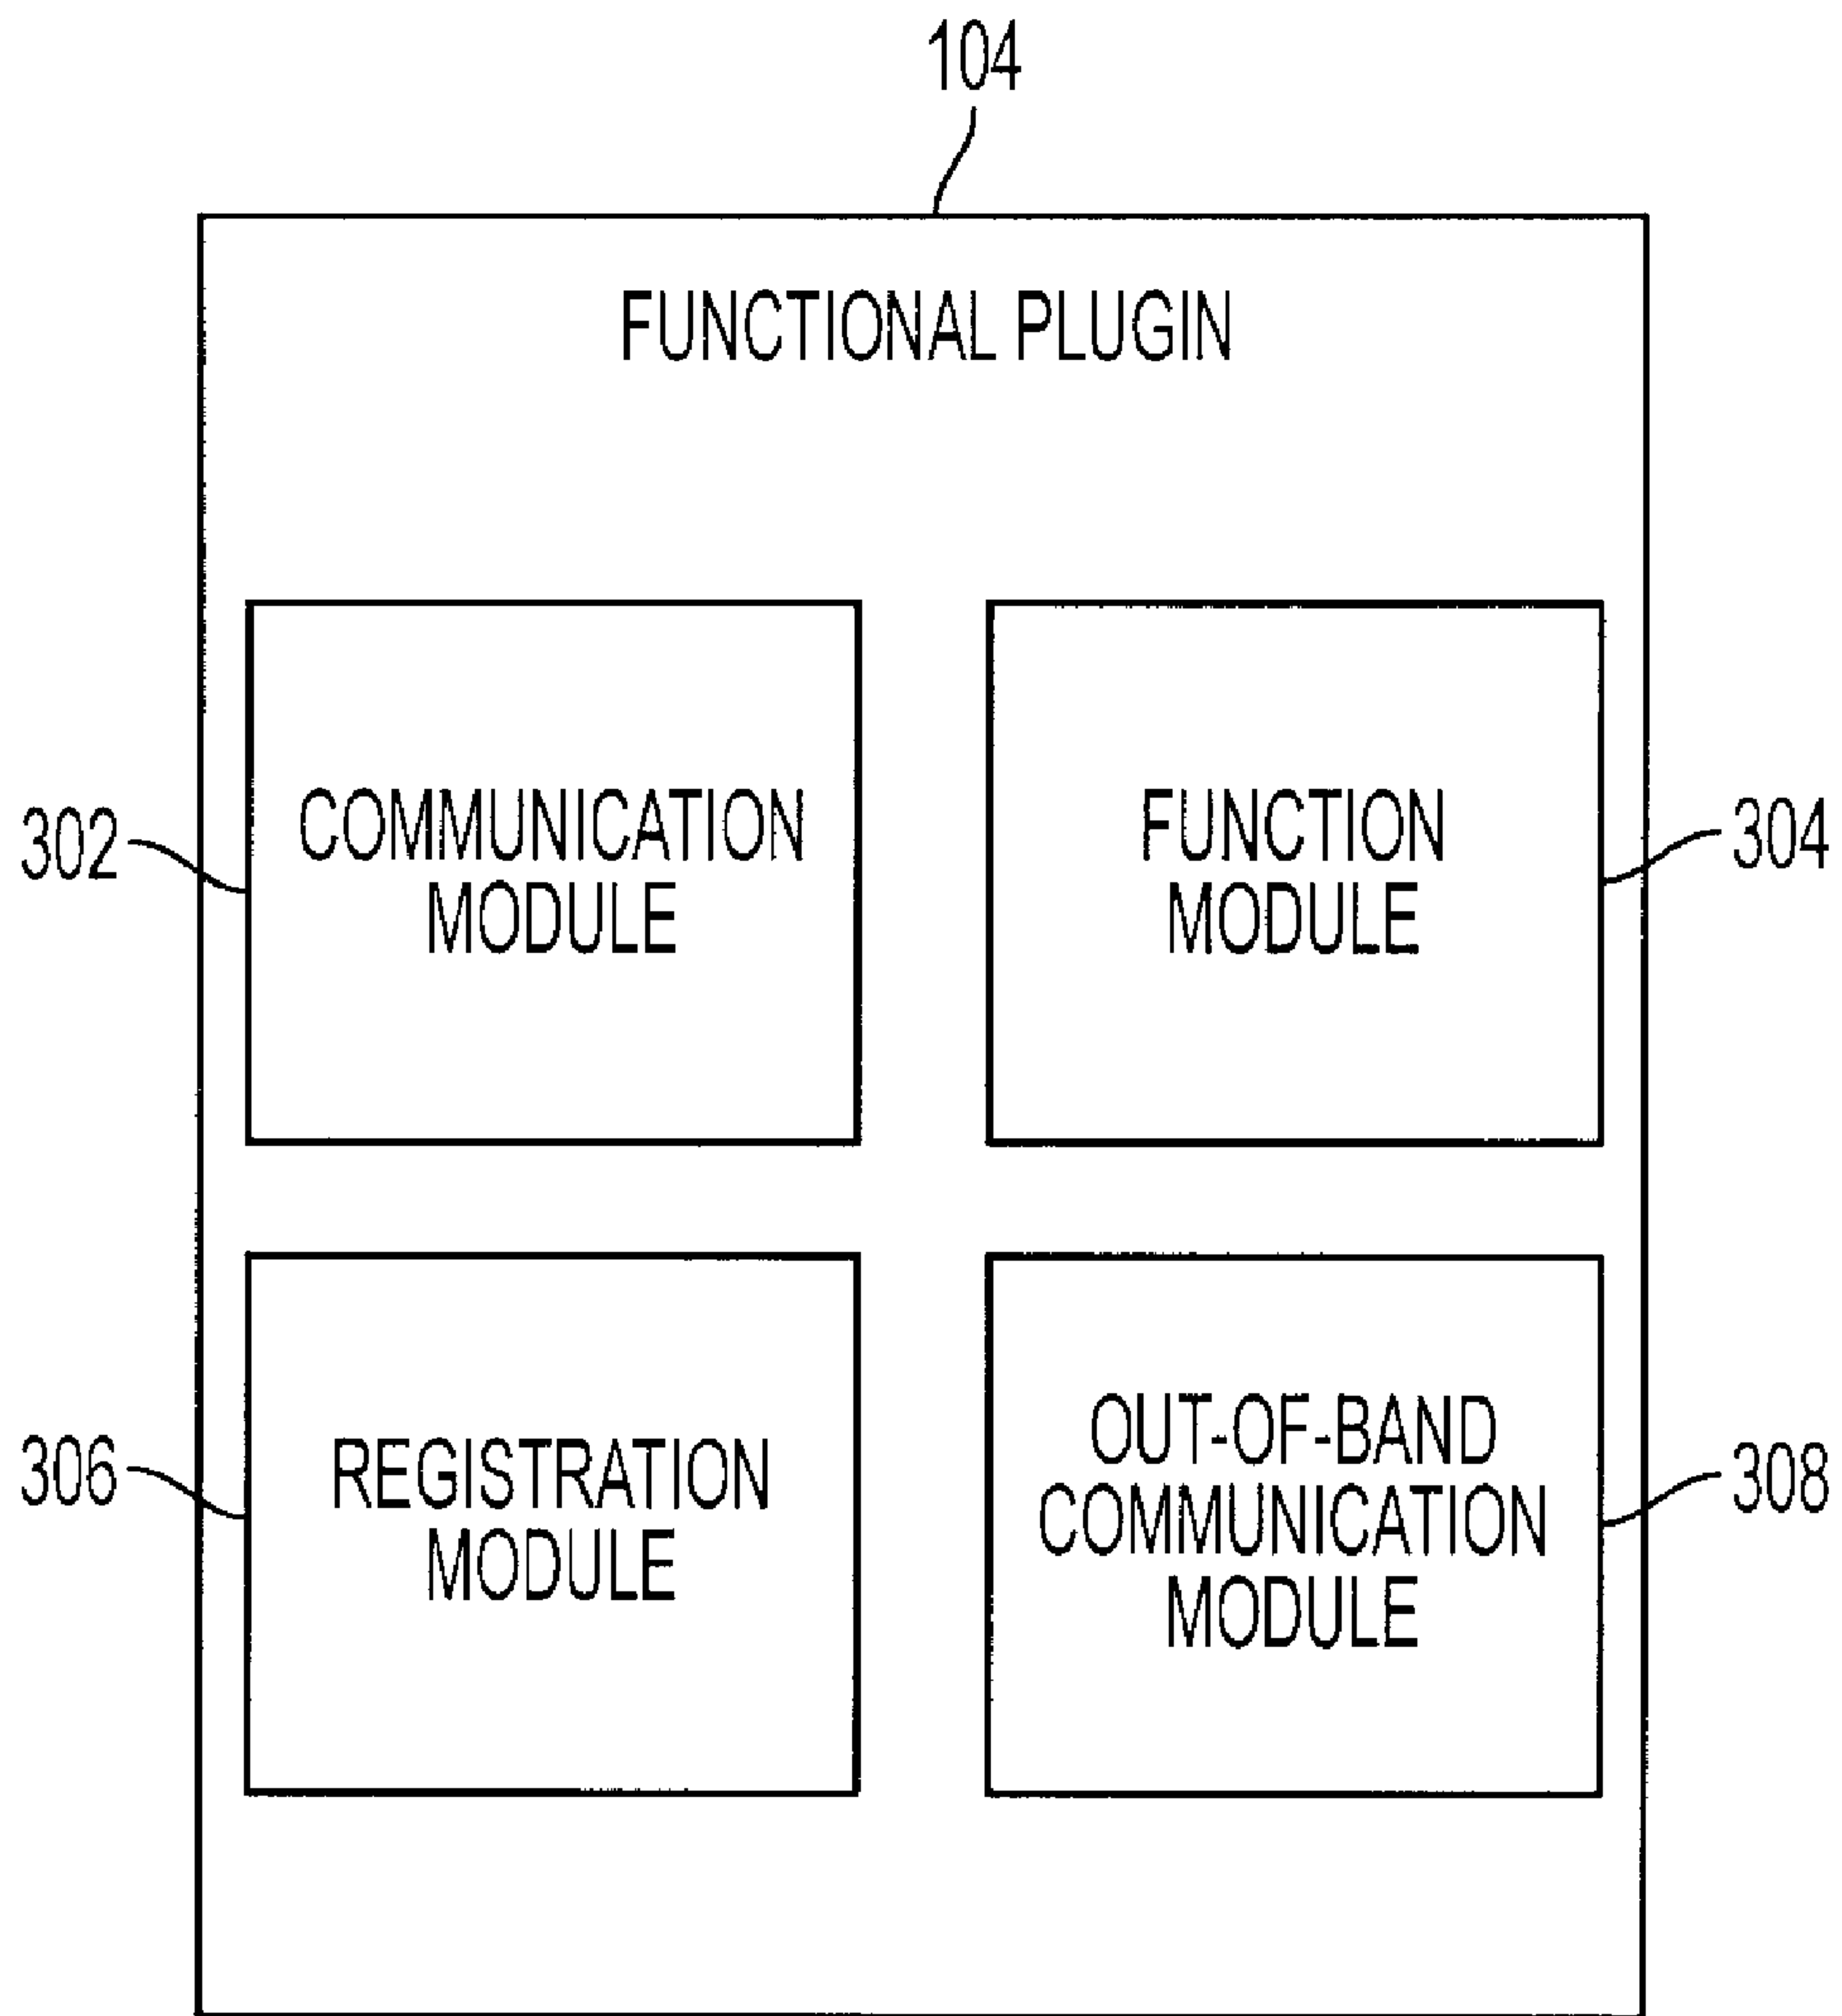 104
FUNCTIONAL PLUGIN
302
COMMUNICATION
MODULE
FUNCTION
MODULE
304
306
REGISTRATION
MODULE
OUT-OF-BAND
COMMUNICATION
MODULE
308